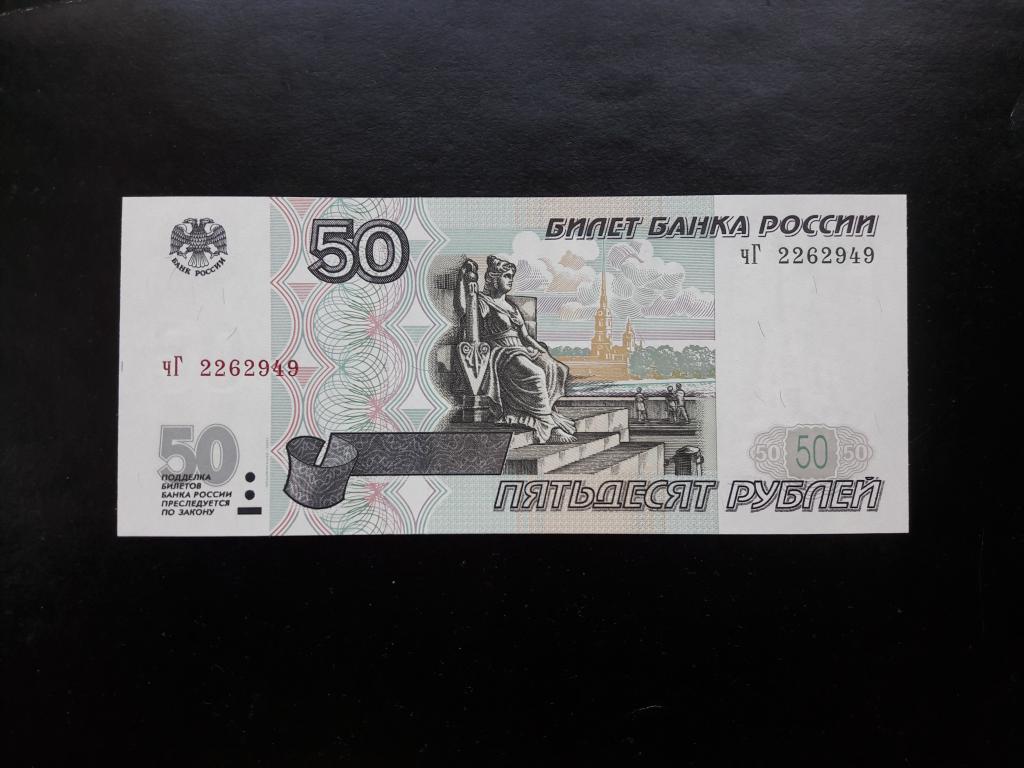 БИЛЕТ БАНКА РОССИИ
чГ 2262949
50
БАНК РОССИИ
чГ 2262949
50
ПОДДЕЛКА
БИЛЕТОВ
БАНКА РОССИИ
ПРЕСЛЕДУЕТСЯ
ПО ЗАКОНУ
50 50 50
ПЯТЬДЕСЯТ РУБЛЕЙ